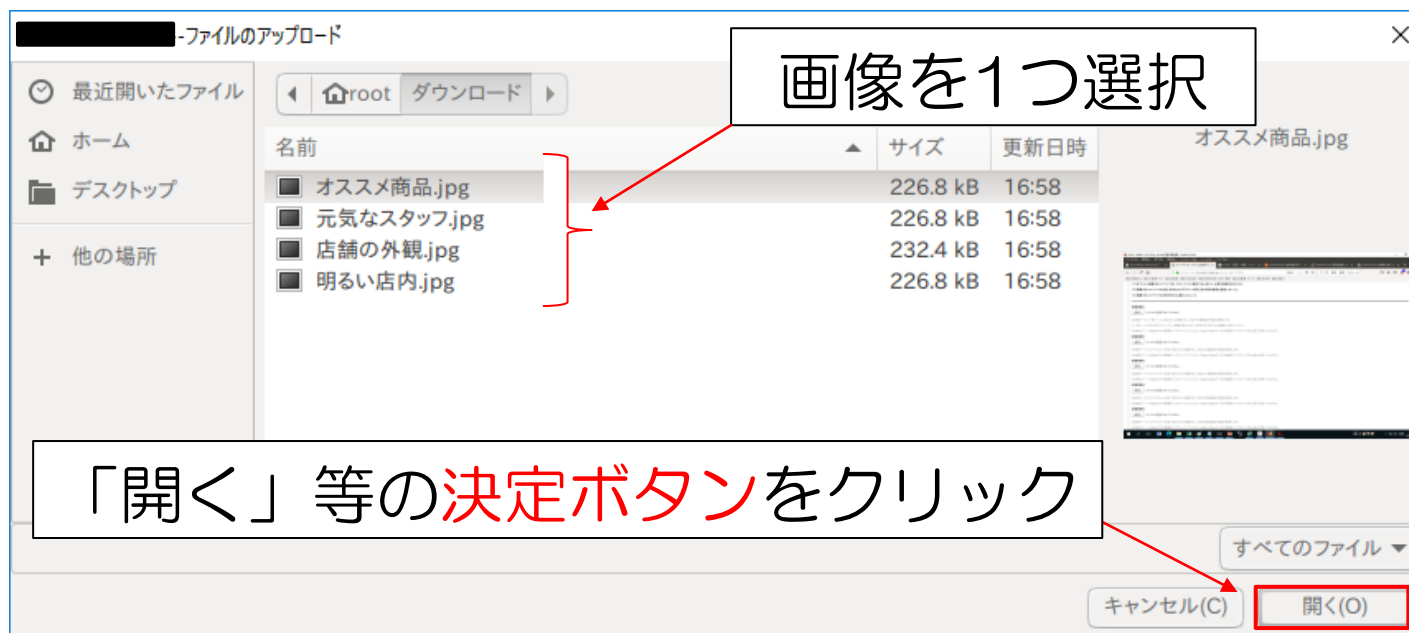 -ファイルのアップロード
画像を1つ選択
最近開いたファイル
root ダウンロード
ホーム
名前 サイズ 更新日時
オススメ商品.jpg
デスクトップ
オススメ商品.jpg 226.8 kB 16:58
元気なスタッフ.jpg 226.8 kB 16:58
店舗の外観.jpg 232.4 kB 16:58
明るい店内.jpg 226.8 kB 16:58
+ 他の場所
「開く」等の決定ボタンをクリック
すべてのファイル
キャンセル(C) 開く(O)